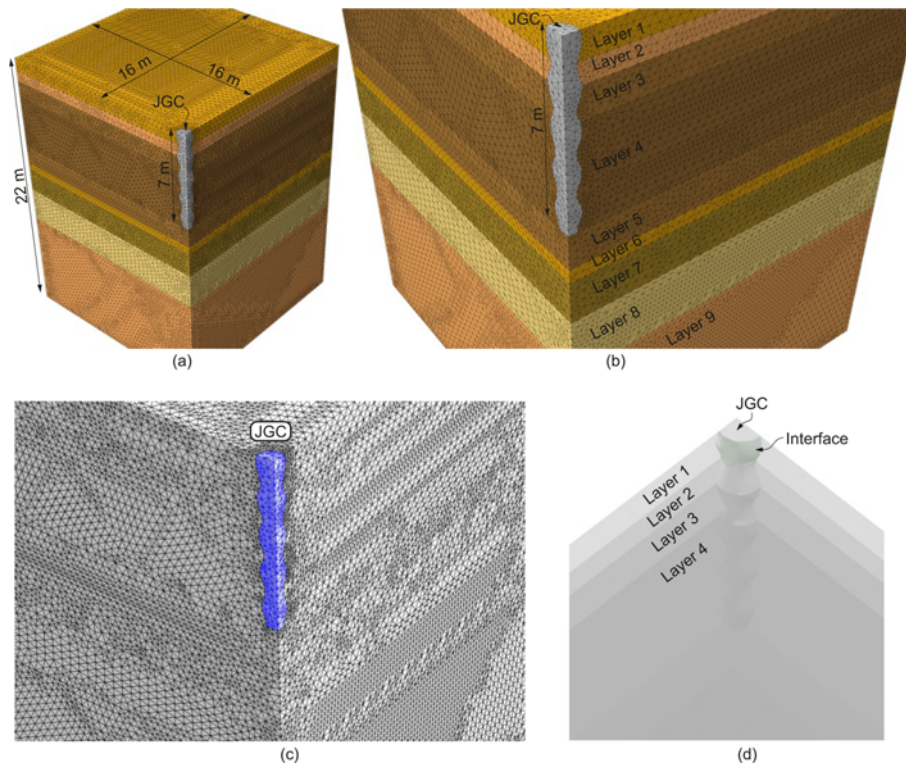 16 m
16 m
JGC
7 m
22 m
(a)
JGC
7 m
Layer 1
Layer 2
Layer 3
Layer 4
Layer 5
Layer 6
Layer 7
Layer 8
Layer 9
(b)
JGC
(c)
JGC
Interface
Layer 1
Layer 2
Layer 3
Layer 4
(d)